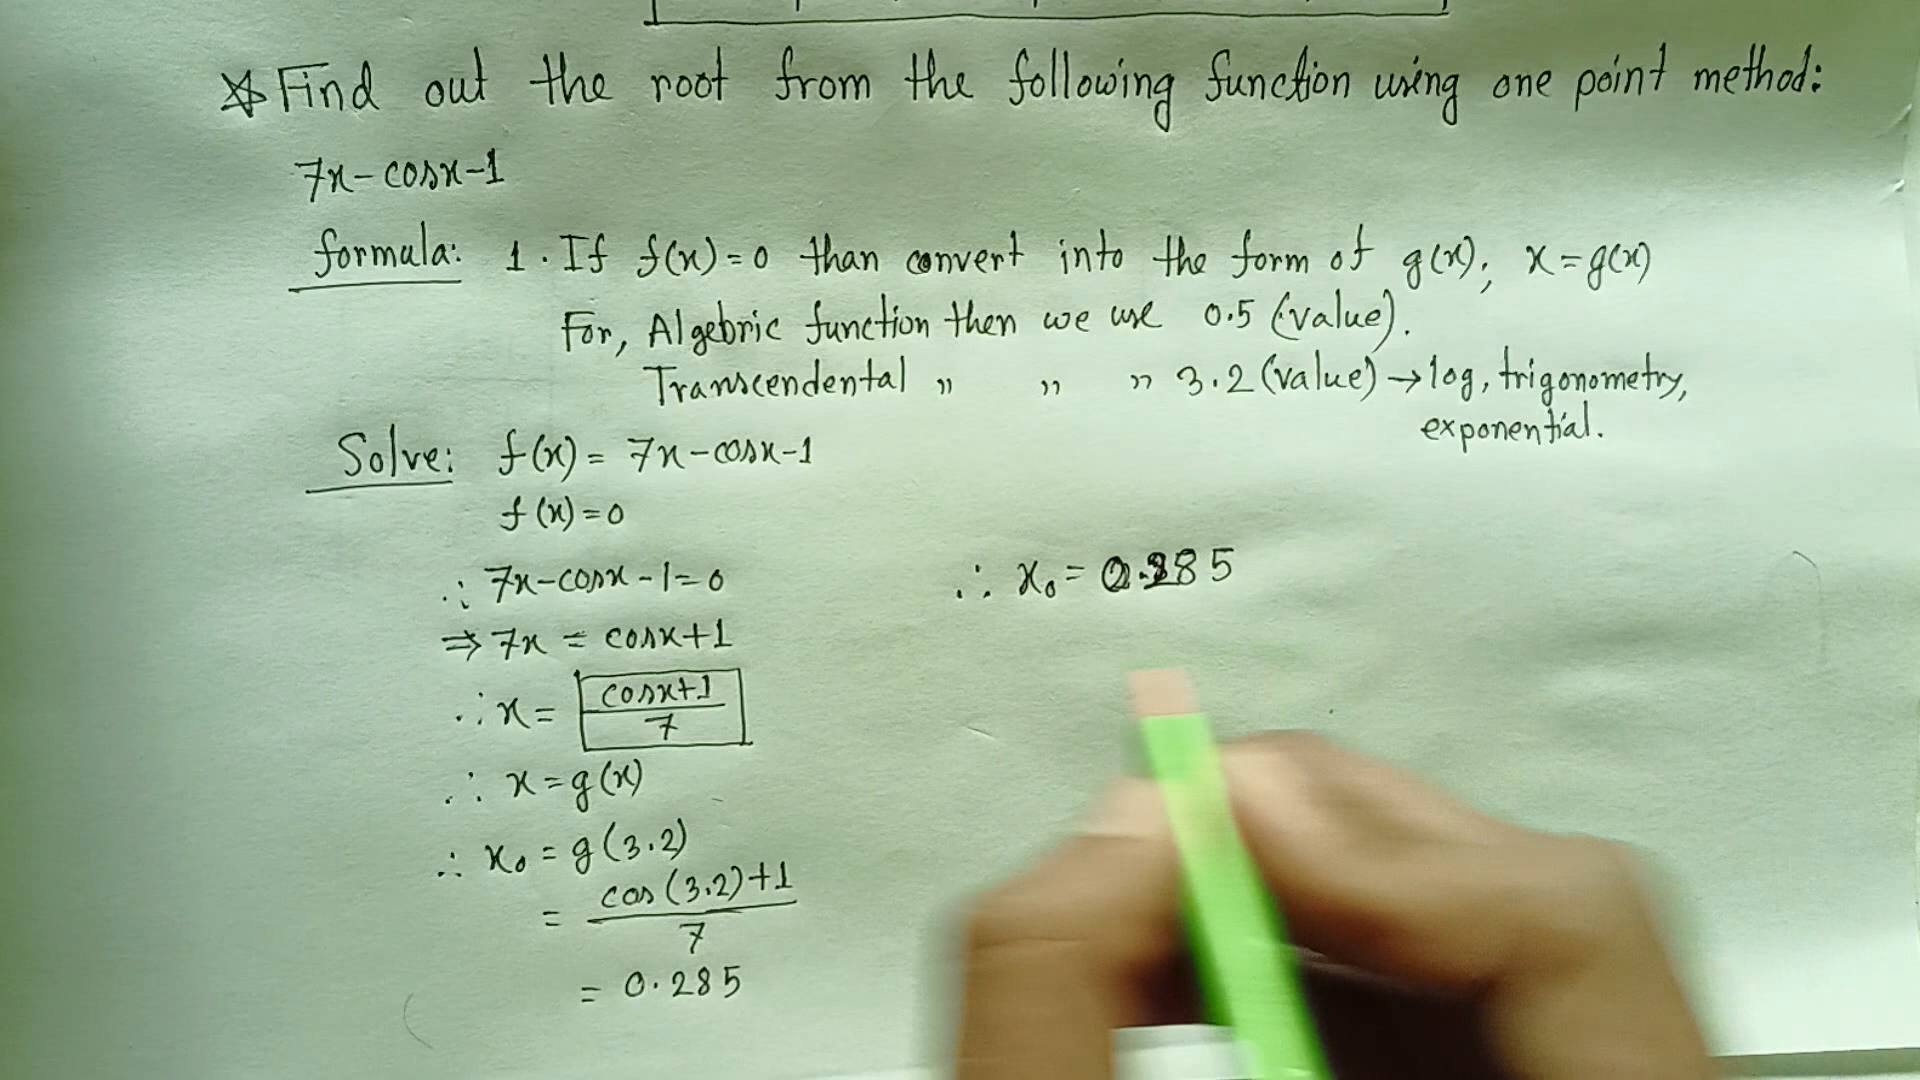 * Find out the root from the following function using one point method:
7x-cosx-1
formula: 1. If f(x)=0 than convert into the form of g(x); x=g(x)
For, Algebric function then we use 0.5 (value).
Transcendental " " " 3.2 (value) → log, trigonometry,
exponential.
Solve: f(x) = 7x-cosx-1
f(x)=0
∴ 7x-cosx-1=0
⇒ 7x = cosx+1
∴ x = cosx+1
7
∴ x=g(x)
∴ x₀ = g(3.2)
= cos(3.2)+1
7
= 0.285
∴ x₀ = 0.285